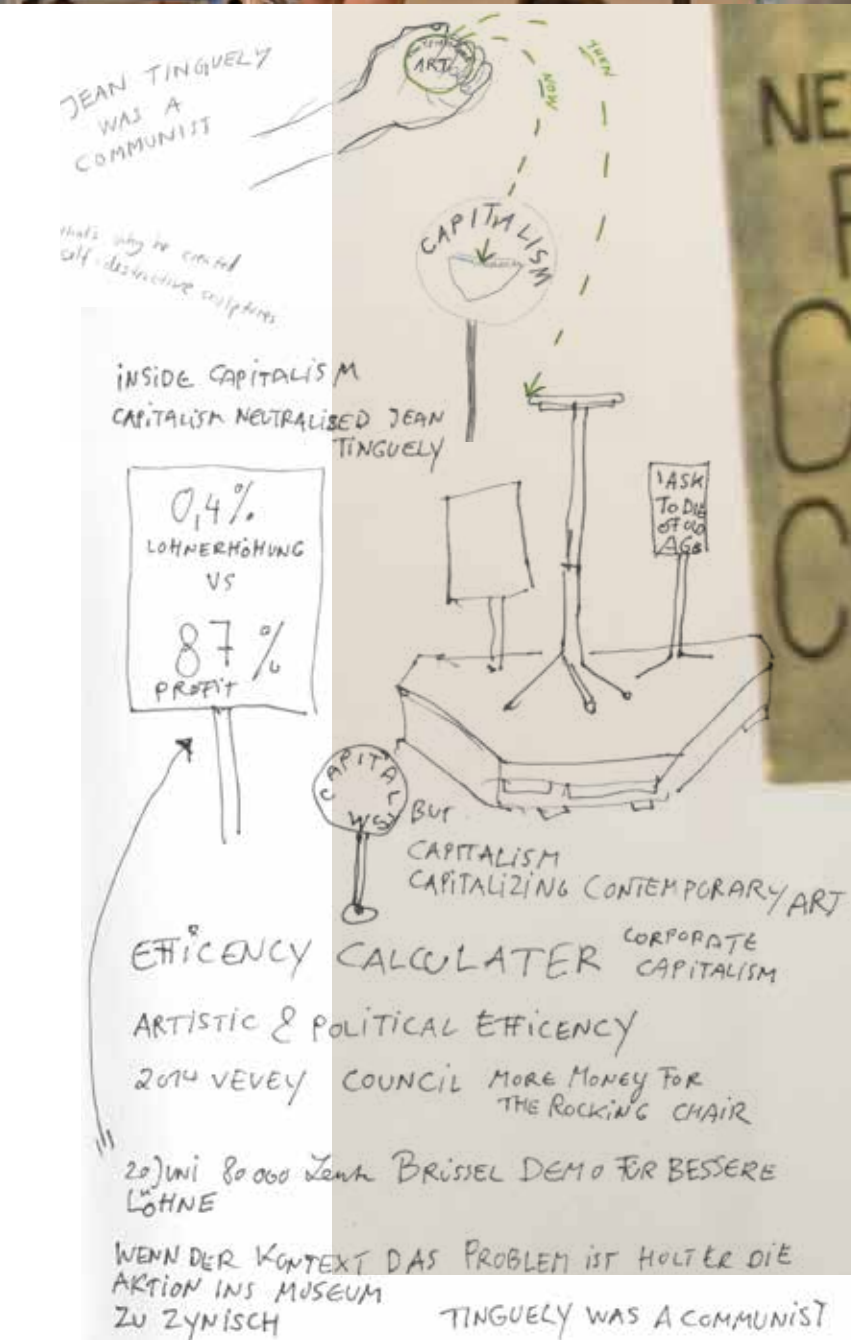 JEAN TINGUELY
WAS A
COMMUNIST
that's why he created
self-destructive sculptures
ART
NOW
THEN
CAPITALISM
INSIDE CAPITALISM
CAPITALISM NEUTRALISED JEAN
TINGUELY
0,4%
LOHNERHÖHUNG
VS
87%
PROFIT
I ASK
TO DIE
OF OLD
AGE
NE
C
C
CAPITALISM
BUT
CAPITALISM
CAPITALIZING CONTEMPORARY ART
EFFICENCY CALCULATER CORPORATE
CAPITALISM
ARTISTIC & POLITICAL EFFICENCY
2014 VEVEY COUNCIL MORE MONEY FOR
THE ROCKING CHAIR
20 JUNI 80 000 BRÜSSEL DEMO FÜR BESSERE
LÖHNE
WENN DER KONTEXT DAS PROBLEM IST HOLT ER DIE
AKTION INS MUSEUM
ZU ZYNISCH
TINGUELY WAS A COMMUNIST